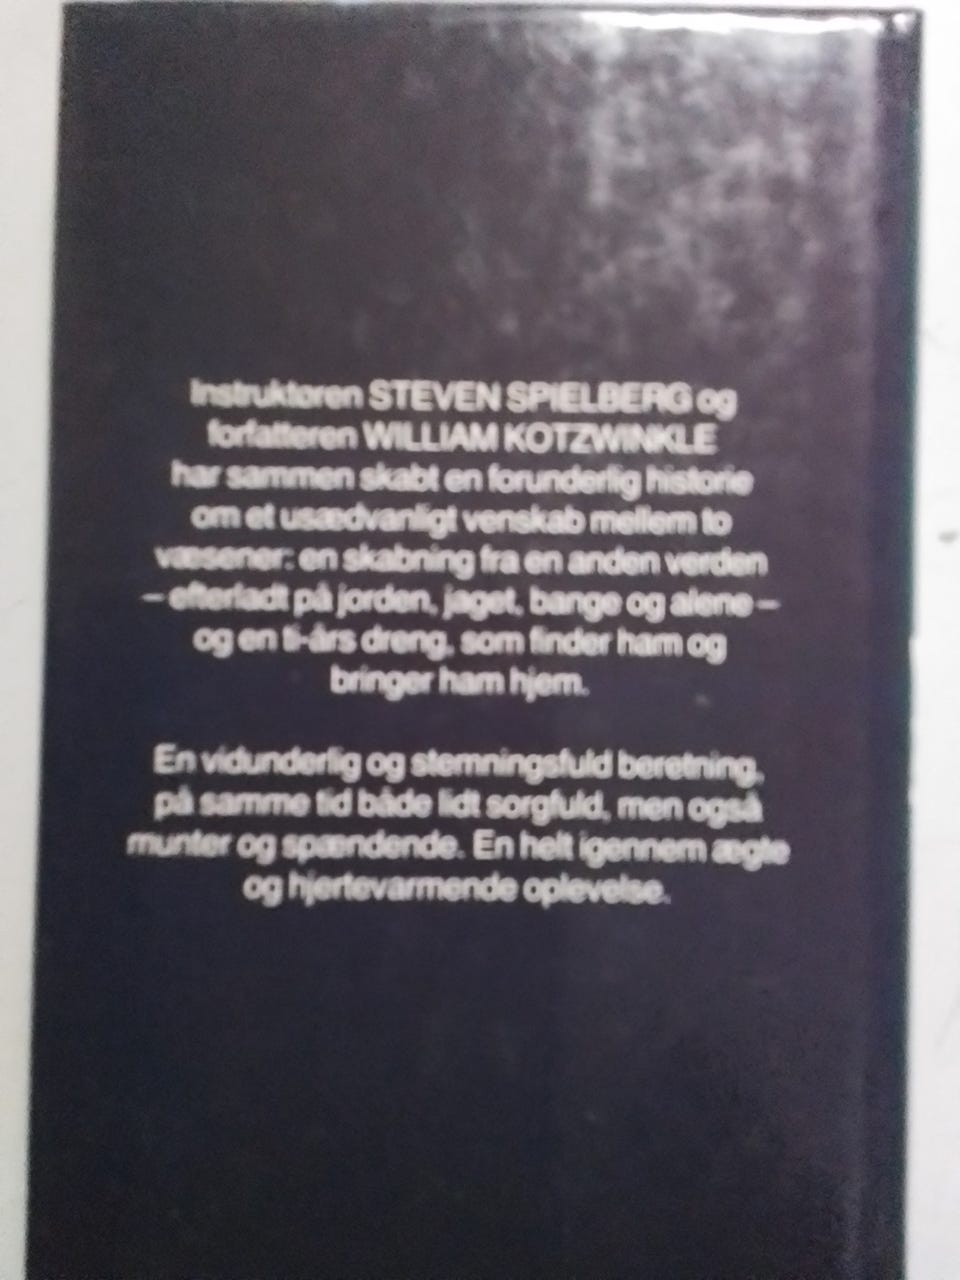 Instruktøren STEVEN SPIELBERG og
forfatteren WILLIAM KOTZWINKLE
har sammen skabt en forunderlig historie
om et usædvanligt venskab mellem to
væsener: en skabning fra en anden verden
– efterladt på jorden, jaget, bange og alene –
og en ti-års dreng, som finder ham og
bringer ham hjem.
En vidunderlig og stemningsfuld beretning,
på samme tid både lidt sorgfuld, men også
munter og spændende. En helt igennem ægte
og hjertevarmende oplevelse.